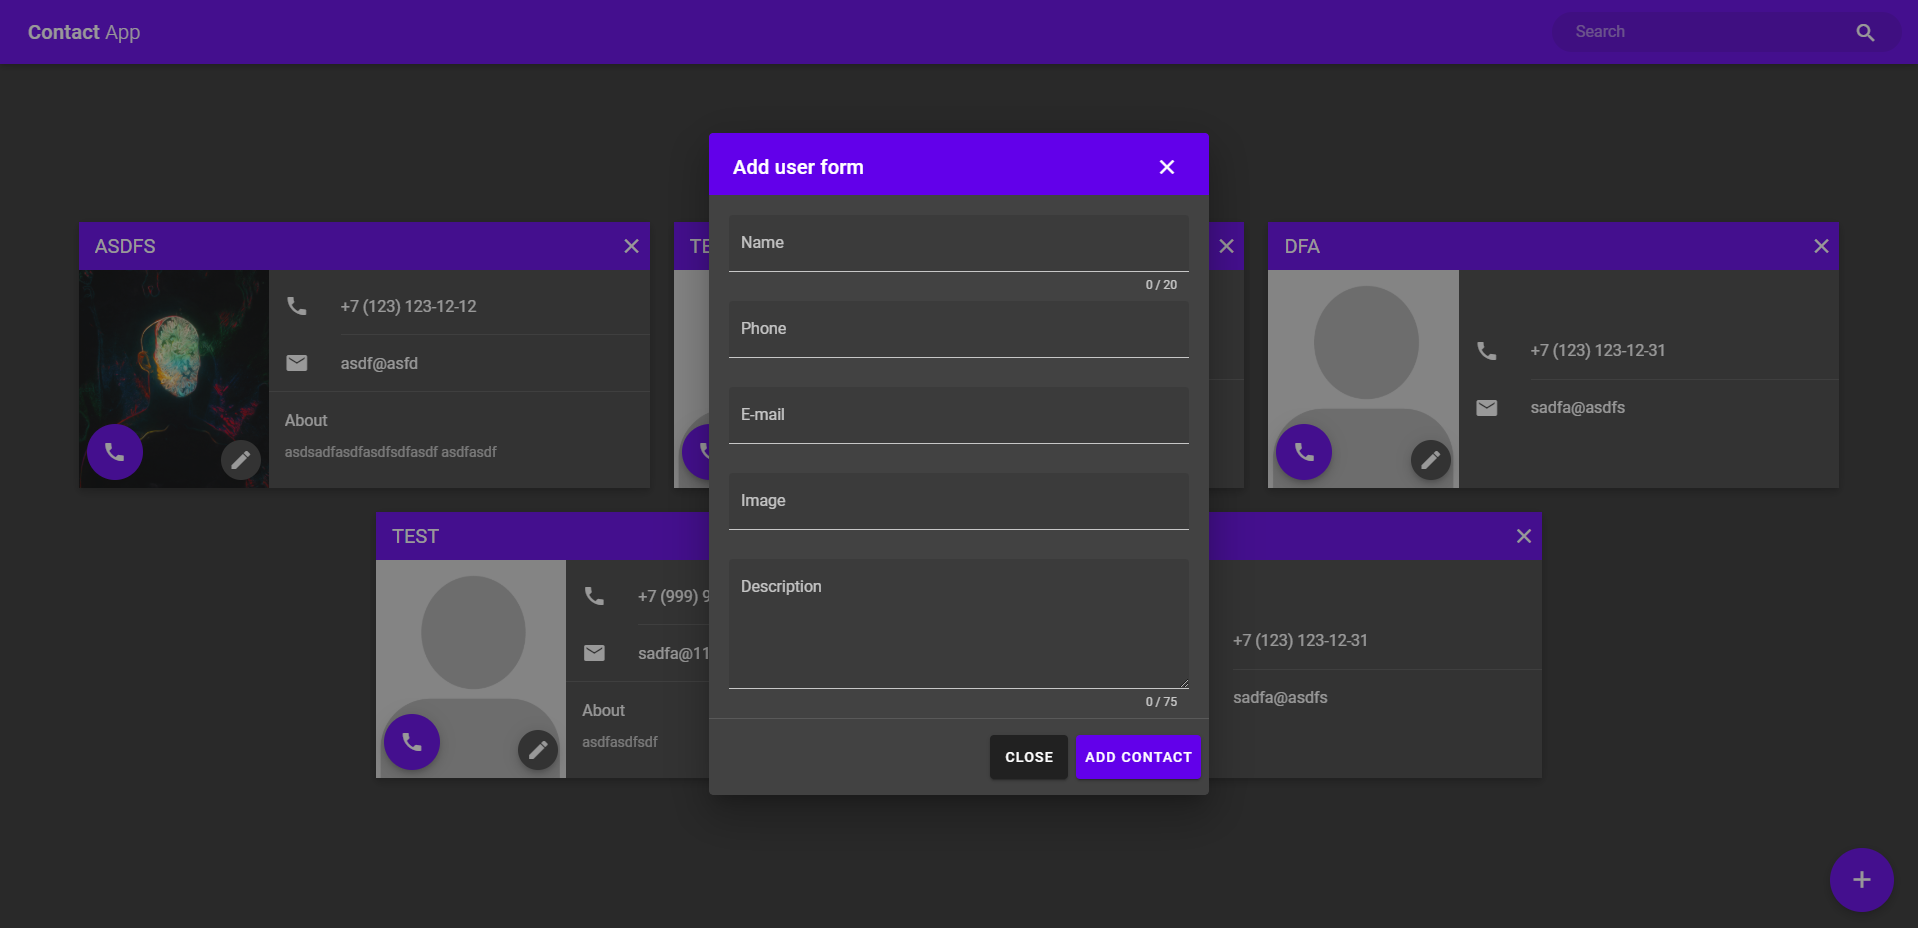 Contact App
Search
Add user form
Name
0 / 20
Phone
E-mail
Image
Description
0 / 75
CLOSE
ADD CONTACT
ASDFS
+7 (123) 123-12-12
asdf@asfd
About
asdsadfasdfasdfsdfasdf asdfasdf
TE
DFA
+7 (123) 123-12-31
sadfa@asdfs
TEST
+7 (999) 9
sadfa@11
About
asdfasdfsdf
+7 (123) 123-12-31
sadfa@asdfs